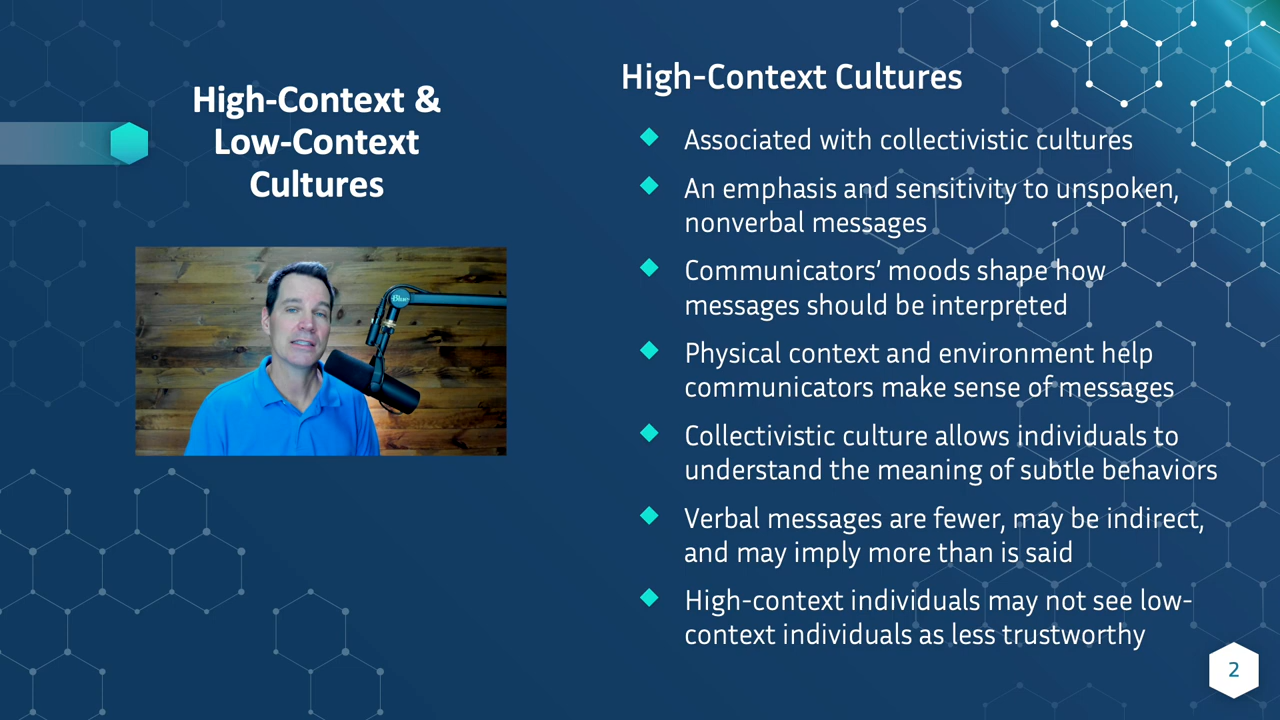 High-Context &
Low-Context
Cultures
Blue
High-Context Cultures
Associated with collectivistic cultures
An emphasis and sensitivity to unspoken,
nonverbal messages
Communicators’ moods shape how
messages should be interpreted
Physical context and environment help
communicators make sense of messages
Collectivistic culture allows individuals to
understand the meaning of subtle behaviors
Verbal messages are fewer, may be indirect,
and may imply more than is said
High-context individuals may not see low-
context individuals as less trustworthy
2